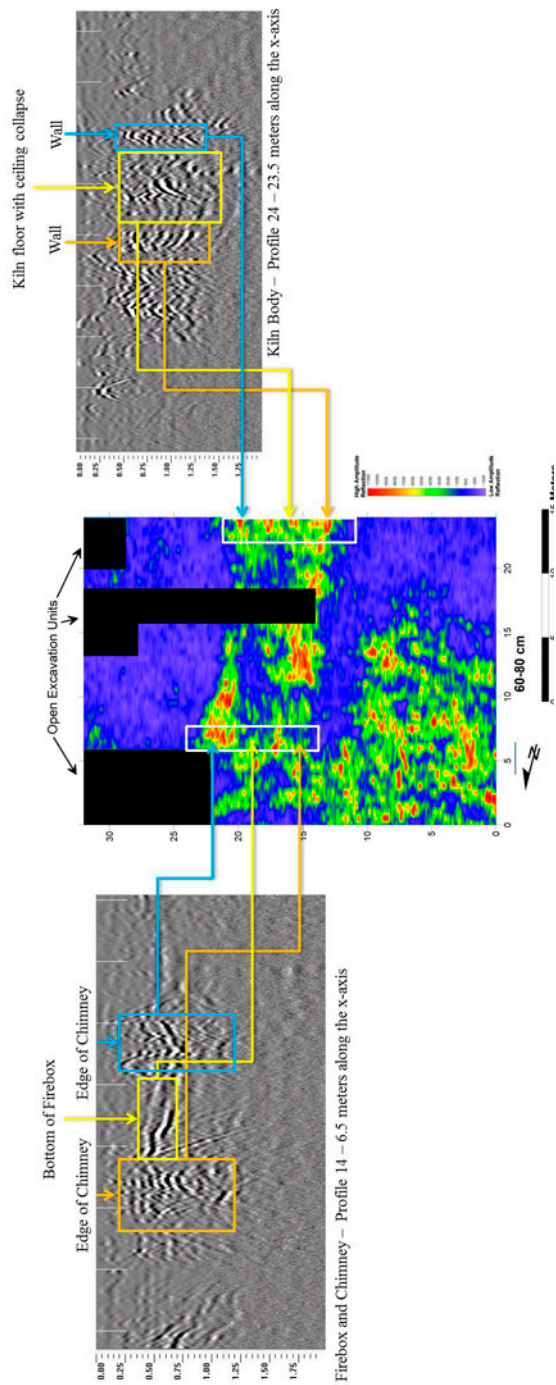 Bottom of Firebox
Edge of Chimney
Edge of Chimney
0.00
0.25
0.50
0.75
1.00
1.25
1.50
1.75
Firebox and Chimney – Profile 14 – 6.5 meters along the x-axis
Open Excavation Units
30
25
20
15
10
5
0
0 5 10 15 20
N
60-80 cm
0 5 10 15
Meters
High Amplitude
Reflection
Low Amplitude
Reflection
Kiln floor with ceiling collapse
Wall
Wall
0.00
0.25
0.50
0.75
1.00
1.25
1.50
1.75
Kiln Body – Profile 24 – 23.5 meters along the x-axis